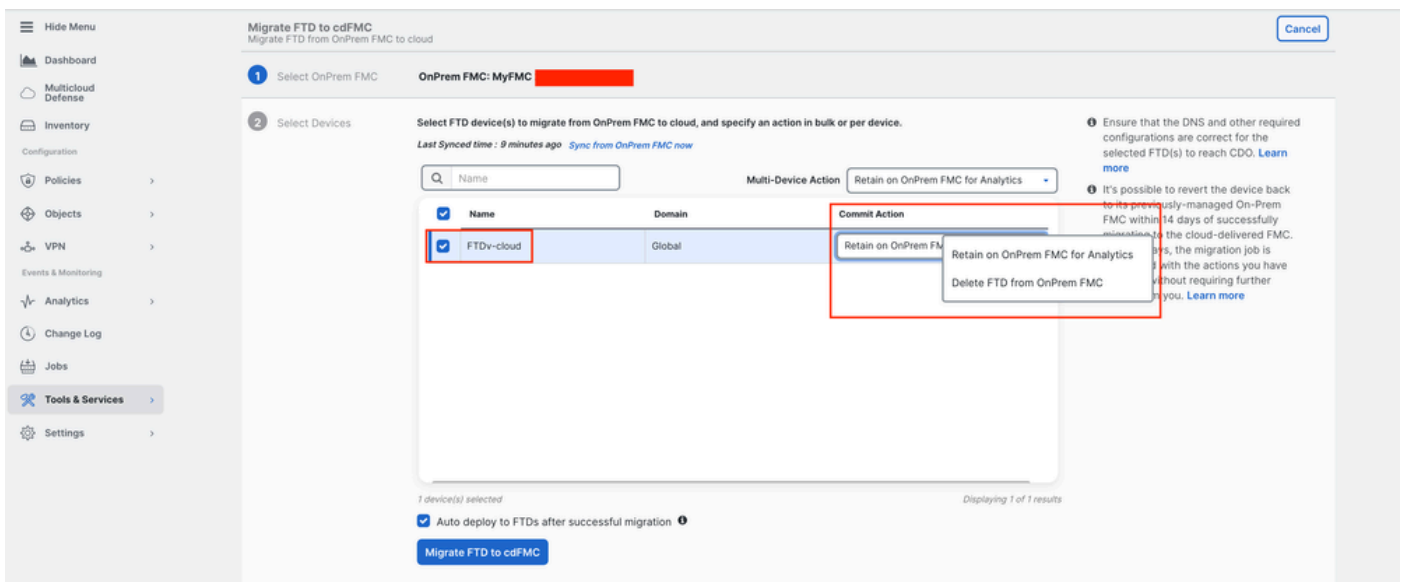 Hide Menu
Dashboard
Multicloud
Defense
Inventory
Configuration
Policies
Objects
VPN
Events & Monitoring
Analytics
Change Log
Jobs
Tools & Services
Settings
Migrate FTD to cdFMC
Migrate FTD from OnPrem FMC to cloud
Cancel
1 Select OnPrem FMC
OnPrem FMC: MyFMC
2 Select Devices
Select FTD device(s) to migrate from OnPrem FMC to cloud, and specify an action in bulk or per device.
Last Synced time : 9 minutes ago Sync from OnPrem FMC now
Name
Multi-Device Action Retain on OnPrem FMC for Analytics
Name Domain Commit Action
FTDv-cloud Global Retain on OnPrem
Retain on OnPrem FMC for Analytics
Delete FTD from OnPrem FMC
1 device(s) selected
Displaying 1 of 1 results
Auto deploy to FTDs after successful migration
Migrate FTD to cdFMC
Ensure that the DNS and other required
configurations are correct for the
selected FTD(s) to reach CDO. Learn
more
It's possible to revert the device back
to its previously-managed On-Prem
FMC within 14 days of successfully
migrating to the cloud-delivered FMC.
the migration job is
with the actions you have
without requiring further
you. Learn more